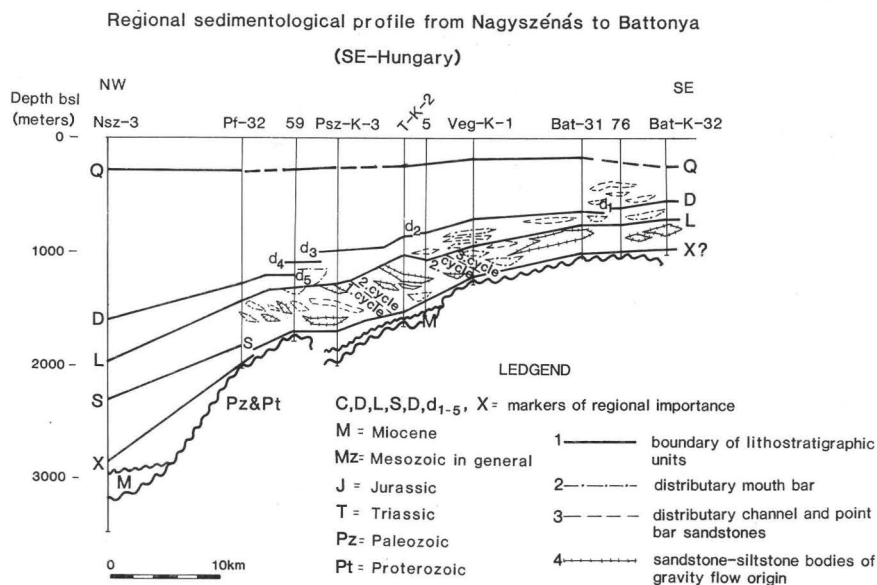 Regional sedimentological profile from Nagyszénás to Battonya
(SE-Hungary)
NW
SE
Depth bsl
(meters)
Nsz-3
Pf-32
59
Psz-K-3
T-K-2
5
Veg-K-1
Bat-31
76
Bat-K-32
0
1000
2000
3000
Q
Q
D
L
S
X
M
D
L
X?
d1
d2
d3
d4
d5
S
2.cycle
1.cycle
2.cycle
3.cycle
M
Pz&Pt
0 10km
LEDGEND
C,D,L,S,D,d1-5, X= markers of regional importance
M = Miocene
Mz= Mesozoic in general
J = Jurassic
T = Triassic
Pz= Paleozoic
Pt = Proterozoic
1 boundary of lithostratigraphic
units
2 distributary mouth bar
3 distributary channel and point
bar sandstones
4 sandstone-siltstone bodies of
gravity flow origin